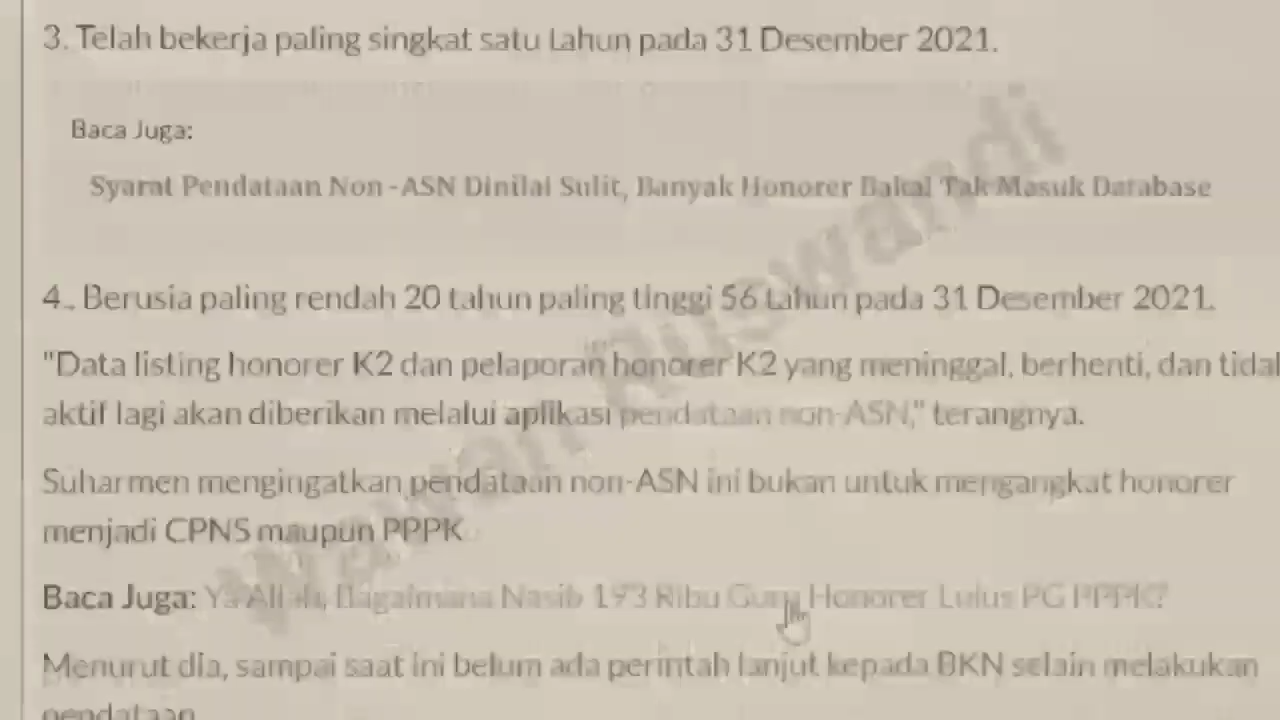 3. Telah bekerja paling singkat satu tahun pada 31 Desember 2021.
Baca Juga:
Syarat Pendataan Non-ASN Dinilai Sulit, Banyak Honorer Bakal Tak Masuk Database
4. Berusia paling rendah 20 tahun paling tinggi 56 tahun pada 31 Desember 2021.
"Data listing honorer K2 dan pelaporan honorer K2 yang meninggal, berhenti, dan tidak
aktif lagi akan diberikan melalui aplikasi pendataan non-ASN," terangnya.
Suharmen mengingatkan pendataan non-ASN ini bukan untuk mengangkat honorer
menjadi CPNS maupun PPPK
Baca Juga: Ya Allah, Bagaimana Nasib 193 Ribu Guru Honorer Lulus PG PPPK?
Menurut dia, sampai saat ini belum ada perintah lanjut kepada BKN selain melakukan
pendataan
Wawan Ruswandi